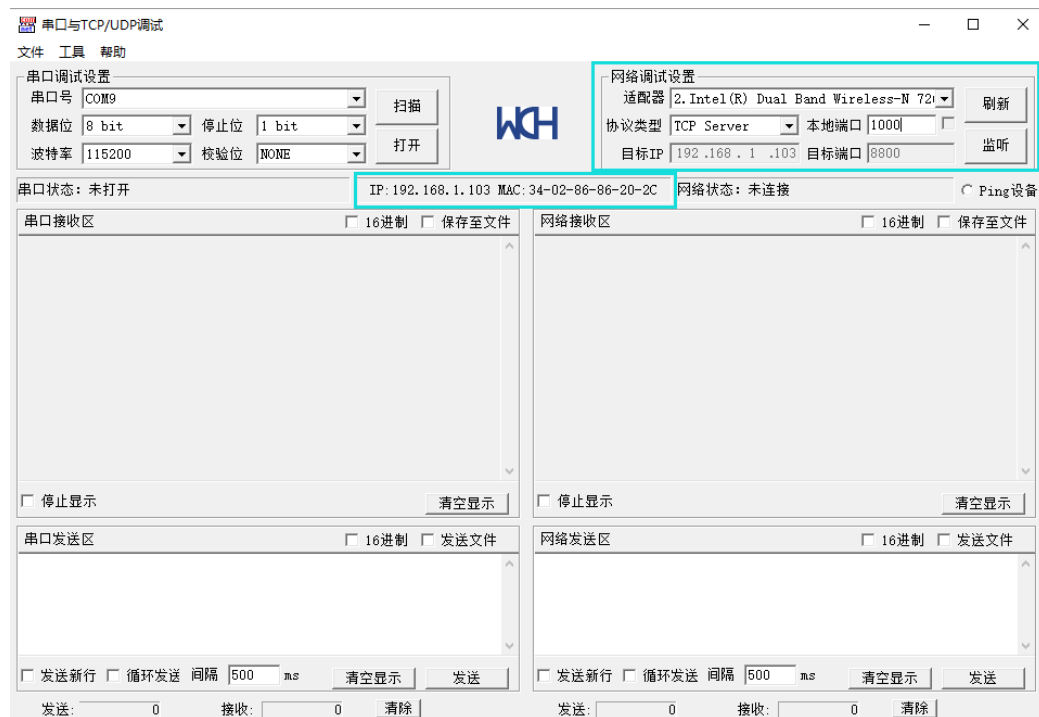 串口与TCP/UDP调试
文件 工具 帮助
串口调试设置
串口号 COM9 扫描
数据位 8 bit 停止位 1 bit
波特率 115200 校验位 NONE 打开
WCH
网络调试设置
适配器 2.Intel(R) Dual Band Wireless-N 72 刷新
协议类型 TCP Server 本地端口 1000
目标IP 192.168. 1 .103 目标端口 8800 监听
串口状态：未打开 IP:192.168.1.103 MAC:34-02-86-86-20-2C 网络状态：未连接 Ping设备
串口接收区 16进制 保存至文件
网络接收区 16进制 保存至文件
停止显示 清空显示
停止显示 清空显示
串口发送区 16进制 发送文件
网络发送区 16进制 发送文件
发送新行 循环发送 间隔 500 ms 清空显示 发送
发送新行 循环发送 间隔 500 ms 清空显示 发送
发送: 0 接收: 0 清除
发送: 0 接收: 0 清除